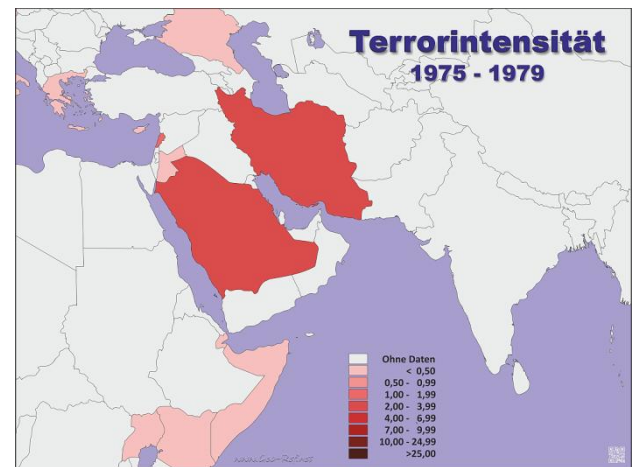 Terrorintensität
1975 - 1979
Ohne Daten
< 0,50
0,50 - 0,99
1,00 - 1,99
2,00 - 3,99
4,00 - 6,99
7,00 - 9,99
10,00 - 24,99
>25,00